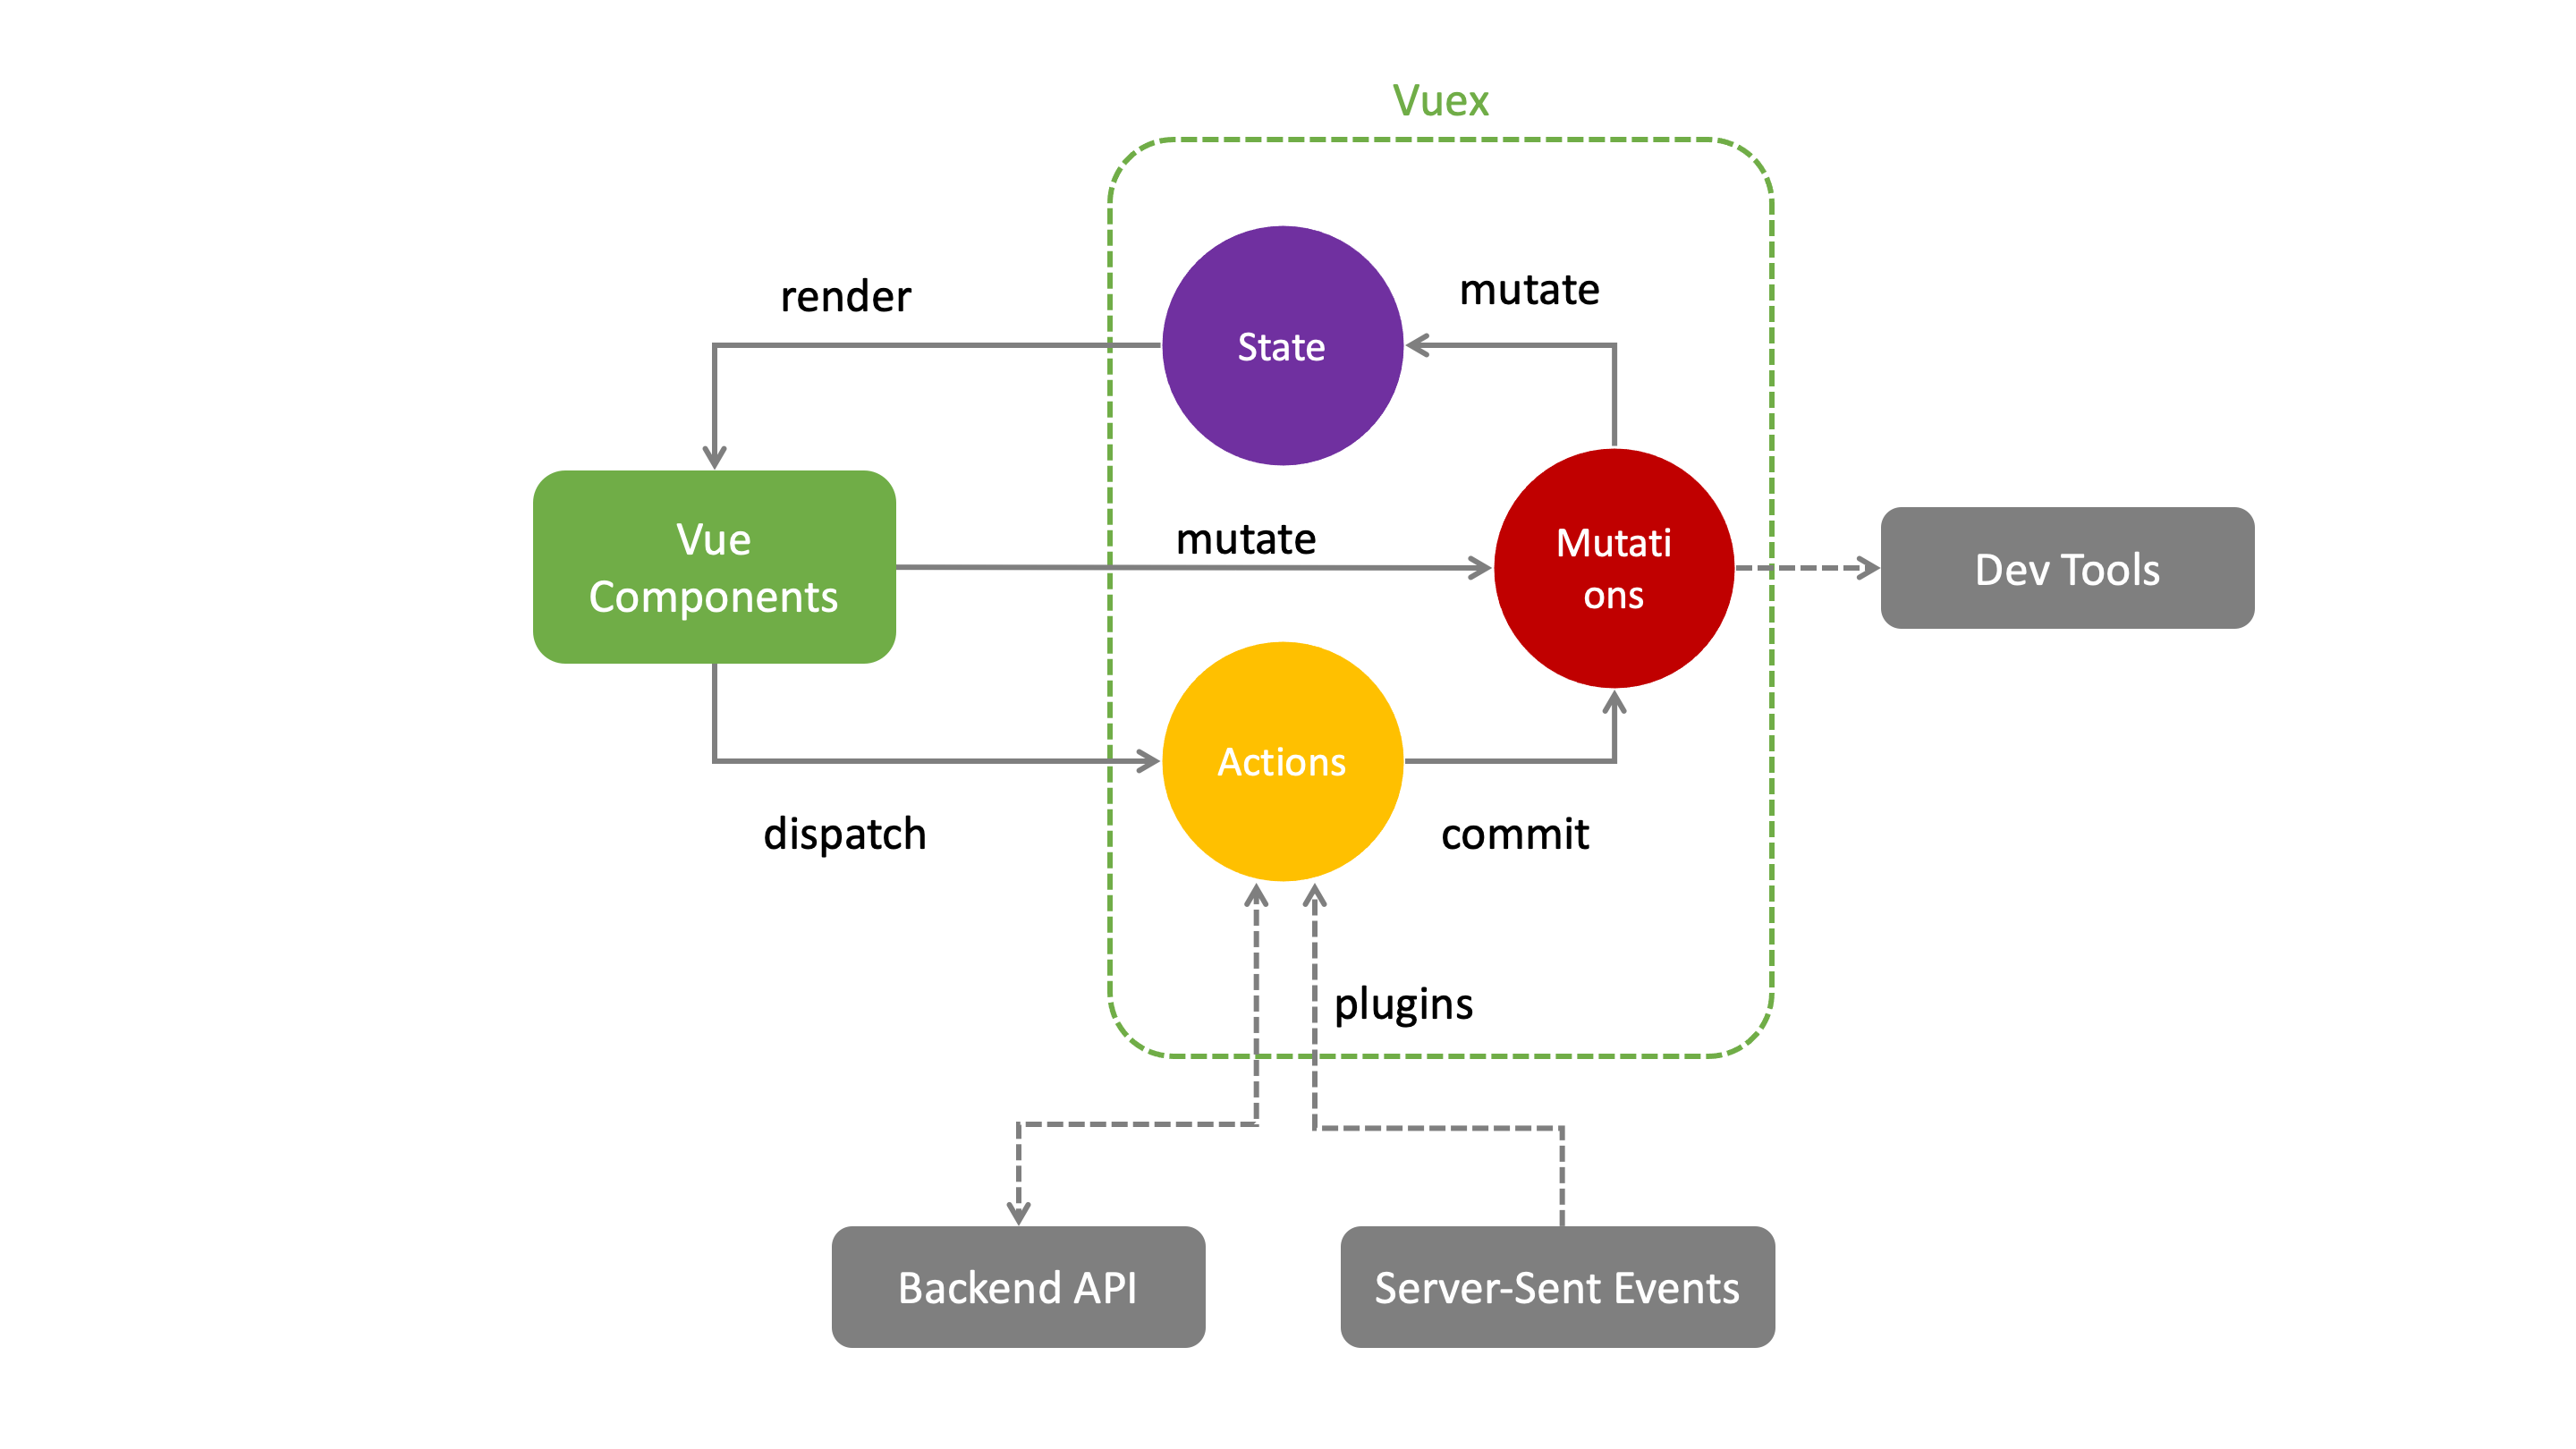 Vuex
render
mutate
State
Vue
Components
mutate
Mutati
ons
Dev Tools
Actions
dispatch
commit
plugins
Backend API
Server-Sent Events